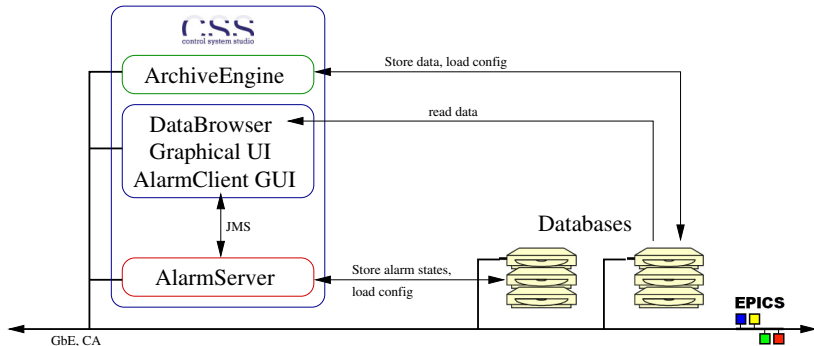 CSS
control system studio
ArchiveEngine
Store data, load config
DataBrowser
Graphical UI
AlarmClient GUI
read data
JMS
Databases
AlarmServer
Store alarm states,
load config
EPICS
GbE, CA